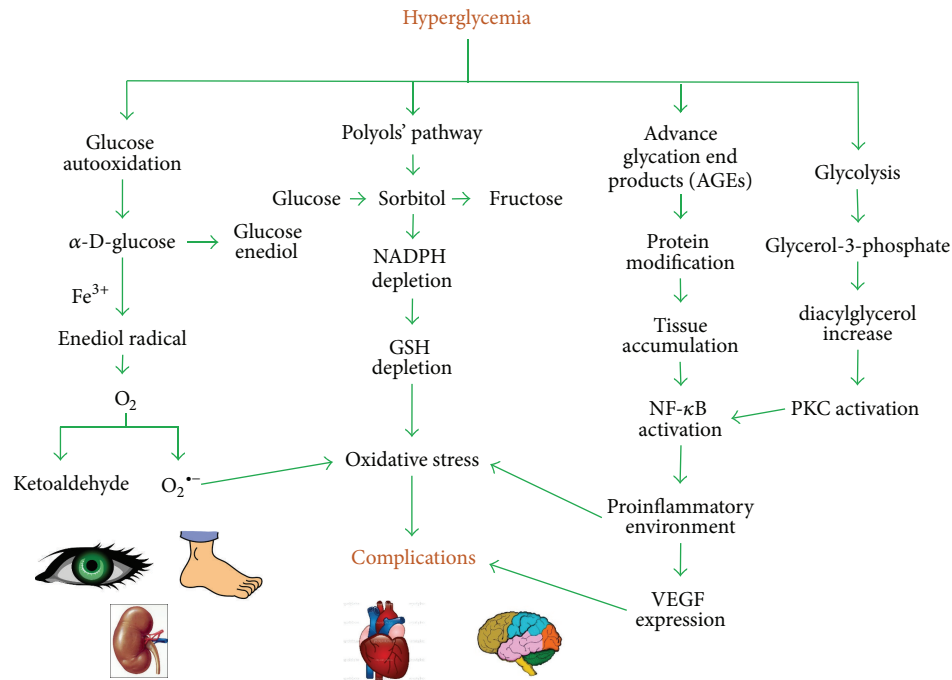 Hyperglycemia
Glucose
autooxidation
α-D-glucose
Glucose
enediol
Fe³⁺
Enediol radical
O₂
Ketoaldehyde
O₂•⁻
Polyols’ pathway
Glucose
Sorbitol
Fructose
NADPH
depletion
GSH
depletion
Oxidative stress
Complications
Advance
glycation end
products (AGEs)
Protein
modification
Tissue
accumulation
NF-κB
activation
Proinflammatory
environment
VEGF
expression
Glycolysis
Glycerol-3-phosphate
diacylglycerol
increase
PKC activation